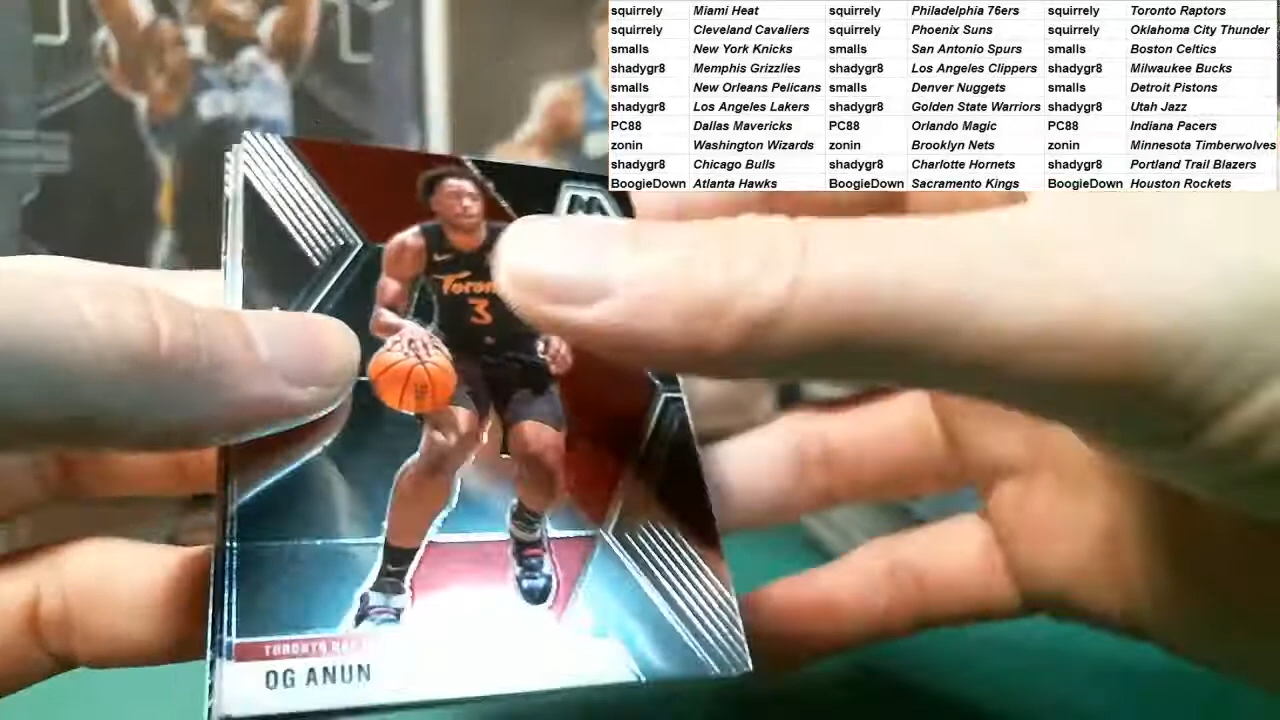 squirrely Miami Heat squirrely Philadelphia 76ers squirrely Toronto Raptors
squirrely Cleveland Cavaliers squirrely Phoenix Suns squirrely Oklahoma City Thunder
smalls New York Knicks smalls San Antonio Spurs smalls Boston Celtics
shadygr8 Memphis Grizzlies shadygr8 Los Angeles Clippers shadygr8 Milwaukee Bucks
smalls New Orleans Pelicans smalls Denver Nuggets smalls Detroit Pistons
shadygr8 Los Angeles Lakers shadygr8 Golden State Warriors shadygr8 Utah Jazz
PC88 Dallas Mavericks PC88 Orlando Magic PC88 Indiana Pacers
zonin Washington Wizards zonin Brooklyn Nets zonin Minnesota Timberwolves
shadygr8 Chicago Bulls shadygr8 Charlotte Hornets shadygr8 Portland Trail Blazers
BoogieDown Atlanta Hawks BoogieDown Sacramento Kings BoogieDown Houston Rockets
3
TORONTO
OG ANUN